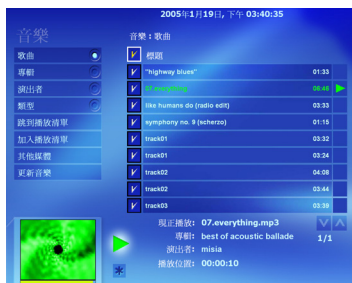 2005年1月19日, 下午 03:40:35
音樂
音樂：歌曲
歌曲
專輯
演出者
類型
跳到播放清單
加入播放清單
其他媒體
更新音樂
標題
"highway blues" 01:33
07.everything 06:46
like humans do (radio edit) 03:33
symphony no. 9 (scherzo) 01:15
track01 03:32
track01 03:24
track02 04:08
track02 03:44
track03 03:39
現正播放: 07.everything.mp3
專輯: best of acoustic ballade 1/1
演出者: misia
播放位置: 00:00:10